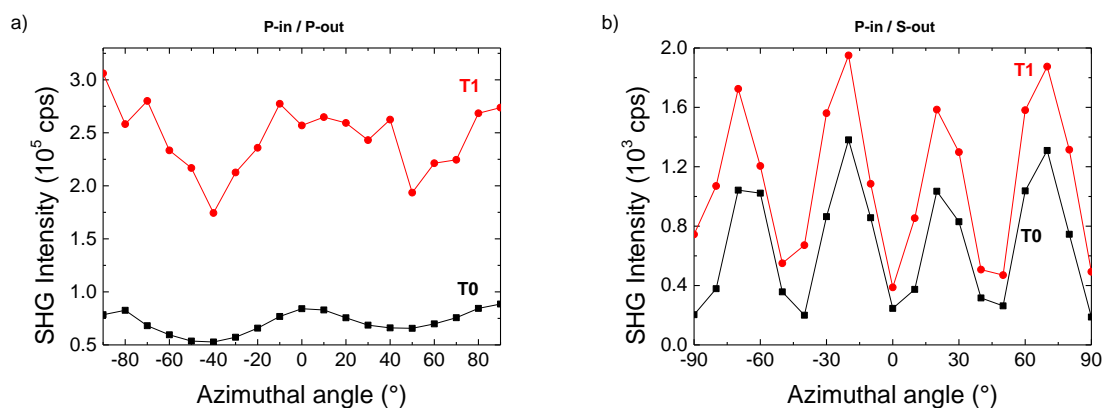 a)
P-in / P-out
3.0
2.5
2.0
1.5
1.0
0.5
SHG Intensity (10⁵ cps)
T1
T0
-80 -60 -40 -20 0 20 40 60 80
Azimuthal angle (°)
b)
P-in / S-out
2.0
1.6
1.2
0.8
0.4
0.0
SHG Intensity (10³ cps)
T1
T0
-90 -60 -30 0 30 60 90
Azimuthal angle (°)